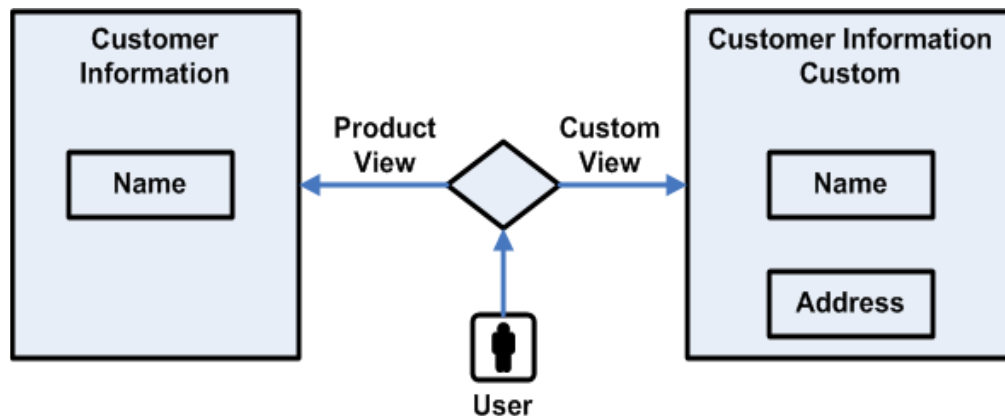 Customer
Information
Name
Product
View
Custom
View
Customer Information
Custom
Name
Address
User